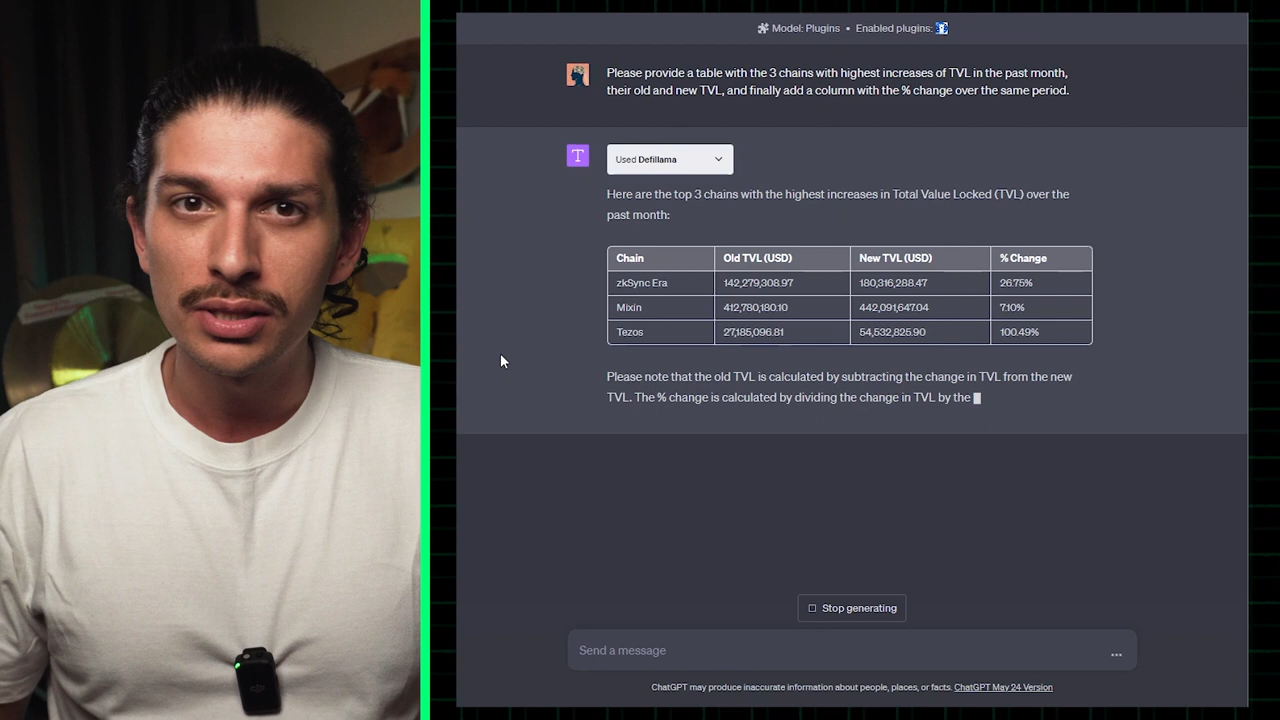 Model: Plugins • Enabled plugins:
Please provide a table with the 3 chains with highest increases of TVL in the past month,
their old and new TVL, and finally add a column with the % change over the same period.
T
Used Defillama
Here are the top 3 chains with the highest increases in Total Value Locked (TVL) over the
past month:
Chain Old TVL (USD) New TVL (USD) % Change
zkSync Era 142,279,308.97 180,316,288.47 26.75%
Mixin 412,780,180.10 442,091,647.04 7.10%
Tezos 27,185,096.81 54,532,825.90 100.49%
Please note that the old TVL is calculated by subtracting the change in TVL from the new
TVL. The % change is calculated by dividing the change in TVL by the
Stop generating
Send a message
...
ChatGPT may produce inaccurate information about people, places, or facts. ChatGPT May 24 Version